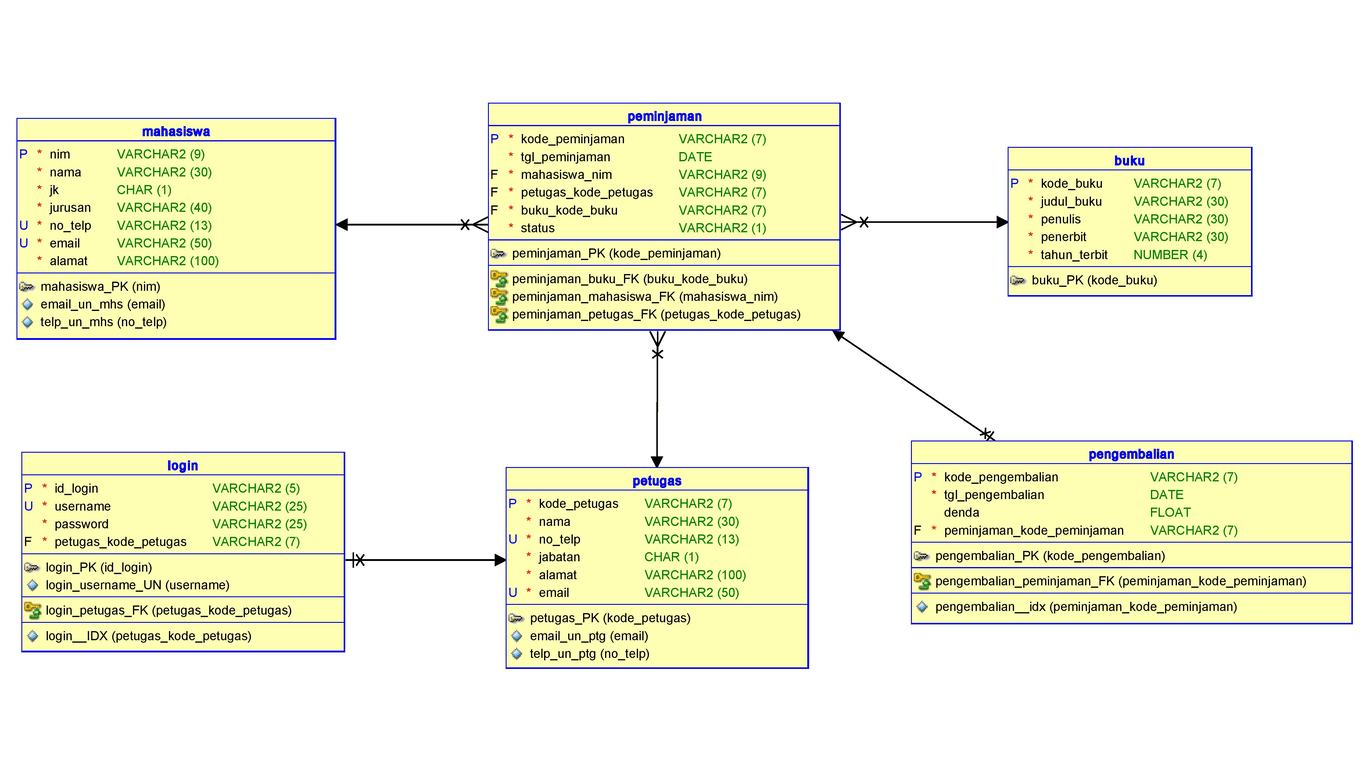 mahasiswa
P * nim VARCHAR2 (9)
* nama VARCHAR2 (30)
* jk CHAR (1)
* jurusan VARCHAR2 (40)
U * no_telp VARCHAR2 (13)
U * email VARCHAR2 (50)
* alamat VARCHAR2 (100)
mahasiswa_PK (nim)
email_un_mhs (email)
telp_un_mhs (no_telp)
peminjaman
P * kode_peminjaman VARCHAR2 (7)
* tgl_peminjaman DATE
F * mahasiswa_nim VARCHAR2 (9)
F * petugas_kode_petugas VARCHAR2 (7)
F * buku_kode_buku VARCHAR2 (7)
* status VARCHAR2 (1)
peminjaman_PK (kode_peminjaman)
peminjaman_buku_FK (buku_kode_buku)
peminjaman_mahasiswa_FK (mahasiswa_nim)
peminjaman_petugas_FK (petugas_kode_petugas)
buku
P * kode_buku VARCHAR2 (7)
* judul_buku VARCHAR2 (30)
* penulis VARCHAR2 (30)
* penerbit VARCHAR2 (30)
* tahun_terbit NUMBER (4)
buku_PK (kode_buku)
login
P * id_login VARCHAR2 (5)
U * username VARCHAR2 (25)
* password VARCHAR2 (25)
F * petugas_kode_petugas VARCHAR2 (7)
login_PK (id_login)
login_username_UN (username)
login_petugas_FK (petugas_kode_petugas)
login__IDX (petugas_kode_petugas)
petugas
P * kode_petugas VARCHAR2 (7)
* nama VARCHAR2 (30)
U * no_telp VARCHAR2 (13)
* jabatan CHAR (1)
* alamat VARCHAR2 (100)
U * email VARCHAR2 (50)
petugas_PK (kode_petugas)
email_un_ptg (email)
telp_un_ptg (no_telp)
pengembalian
P * kode_pengembalian VARCHAR2 (7)
* tgl_pengembalian DATE
denda FLOAT
F * peminjaman_kode_peminjaman VARCHAR2 (7)
pengembalian_PK (kode_pengembalian)
pengembalian_peminjaman_FK (peminjaman_kode_peminjaman)
pengembalian__idx (peminjaman_kode_peminjaman)